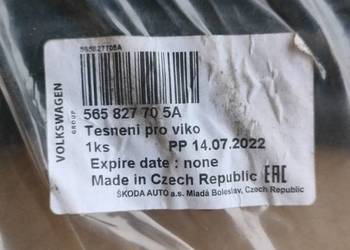 565827705A
VOLKSWAGEN
GROUP
565 827 70 5A
Tesneni pro viko
1ks PP 14.07.2022
Expire date : none
Made in Czech Republic EAC
ŠKODA AUTO a.s. Mladá Boleslav, Czech Republic